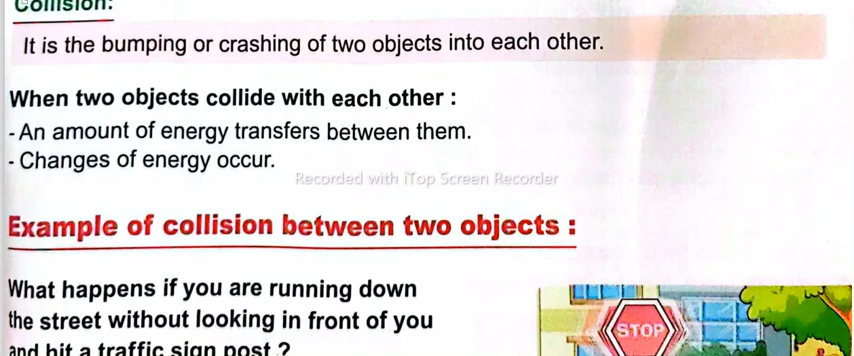 Collision:
It is the bumping or crashing of two objects into each other.
When two objects collide with each other :
- An amount of energy transfers between them.
- Changes of energy occur.
Recorded with iTop Screen Recorder
Example of collision between two objects :
What happens if you are running down
the street without looking in front of you
STOP
and hit a traffic sign post ?